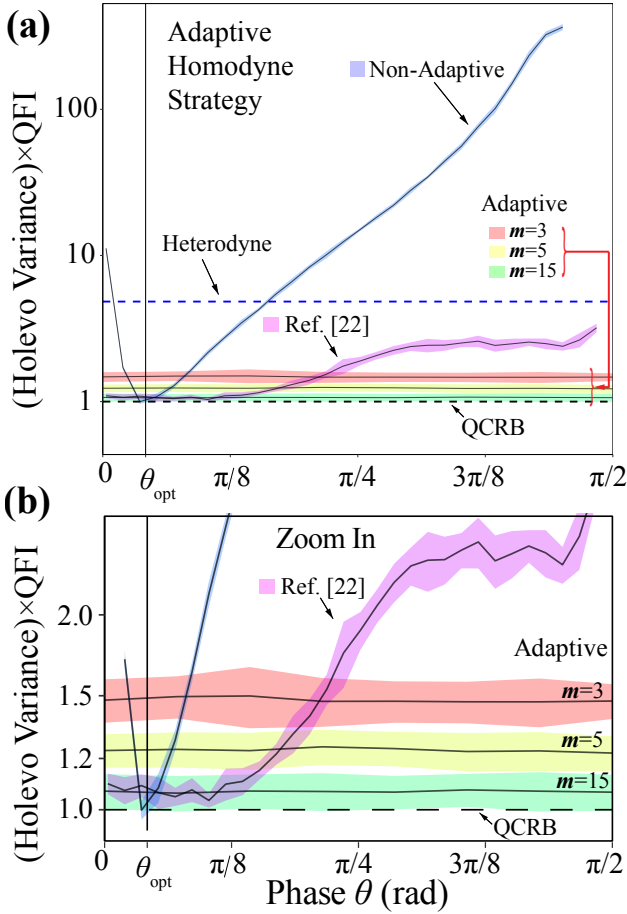 (a)
Adaptive
Homodyne
Strategy
Non-Adaptive
100
Adaptive
m=3
m=5
m=15
Heterodyne
10
Ref. [22]
QCRB
1
(Holevo Variance)×QFI
0
θopt
π/8
π/4
3π/8
π/2
(b)
Zoom In
Ref. [22]
2.0
Adaptive
m=3
1.5
m=5
1.2
m=15
1.0
QCRB
(Holevo Variance)×QFI
0
θopt
π/8
π/4
3π/8
π/2
Phase θ (rad)